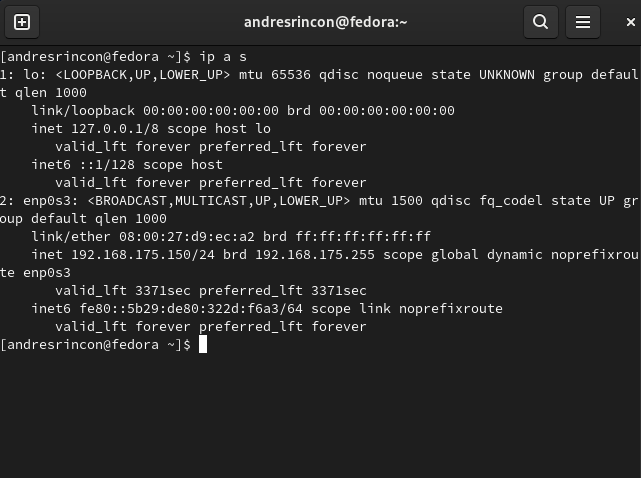 andresrincon@fedora:~
[andresrincon@fedora ~]$ ip a s
1: lo: <LOOPBACK,UP,LOWER_UP> mtu 65536 qdisc noqueue state UNKNOWN group defaul
t qlen 1000
    link/loopback 00:00:00:00:00:00 brd 00:00:00:00:00:00
    inet 127.0.0.1/8 scope host lo
       valid_lft forever preferred_lft forever
    inet6 ::1/128 scope host
       valid_lft forever preferred_lft forever
2: enp0s3: <BROADCAST,MULTICAST,UP,LOWER_UP> mtu 1500 qdisc fq_codel state UP gr
oup default qlen 1000
    link/ether 08:00:27:d9:ec:a2 brd ff:ff:ff:ff:ff:ff
    inet 192.168.175.150/24 brd 192.168.175.255 scope global dynamic noprefixrou
te enp0s3
       valid_lft 3371sec preferred_lft 3371sec
    inet6 fe80::5b29:de80:322d:f6a3/64 scope link noprefixroute
       valid_lft forever preferred_lft forever
[andresrincon@fedora ~]$